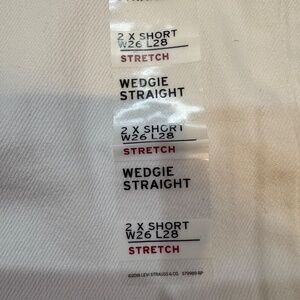 STRAIGHT
2 X SHORT
W26 L28
STRETCH
WEDGIE
STRAIGHT
2 X SHORT
W26 L28
STRETCH
WEDGIE
STRAIGHT
2 X SHORT
W26 L28
STRETCH
©2018 LEVI STRAUSS & CO.